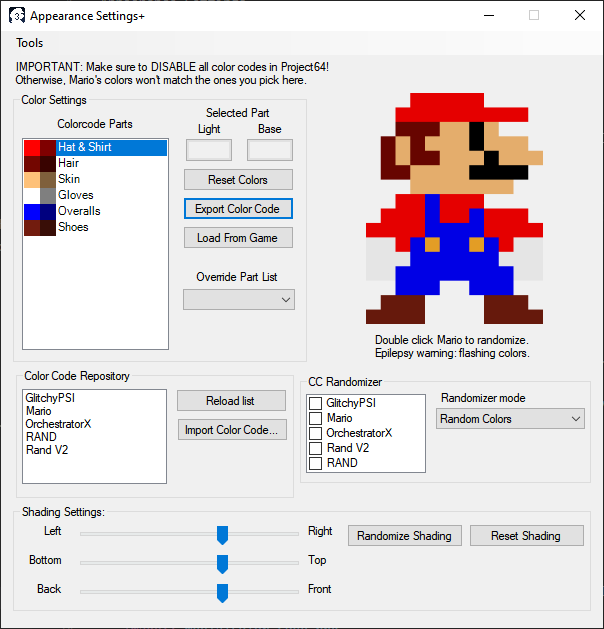 Appearance Settings+
Tools
IMPORTANT: Make sure to DISABLE all color codes in Project64!
Otherwise, Mario's colors won't match the ones you pick here.
Color Settings
Colorcode Parts
Selected Part
Light
Base
Hat & Shirt
Hair
Skin
Gloves
Overalls
Shoes
Reset Colors
Export Color Code
Load From Game
Override Part List
Double click Mario to randomize.
Epilepsy warning: flashing colors.
Color Code Repository
GlitchyPSI
Mario
OrchestratorX
RAND
Rand V2
Reload list
Import Color Code...
CC Randomizer
GlitchyPSI
Mario
OrchestratorX
Rand V2
RAND
Randomizer mode
Random Colors
Shading Settings:
Left
Right
Bottom
Top
Back
Front
Randomize Shading
Reset Shading